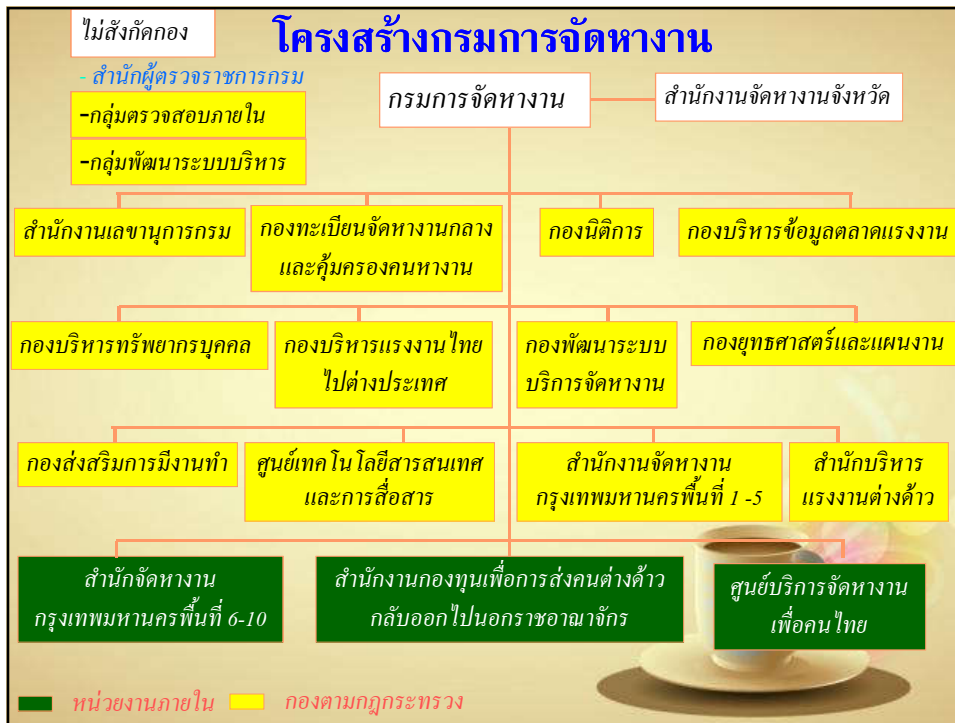 ไม่สังกัดกอง
โครงสร้างกรมการจัดหางาน
- สำนักผู้ตรวจราชการกรม
-กลุ่มตรวจสอบภายใน
-กลุ่มพัฒนาระบบบริหาร
กรมการจัดหางาน
สำนักงานจัดหางานจังหวัด
สำนักงานเลขานุการกรม
กองทะเบียนจัดหางานกลาง
และคุ้มครองคนหางาน
กองนิติการ
กองบริหารข้อมูลตลาดแรงงาน
กองบริหารทรัพยากรบุคคล
กองบริหารแรงงานไทย
ไปต่างประเทศ
กองพัฒนาระบบ
บริการจัดหางาน
กองยุทธศาสตร์และแผนงาน
กองส่งสริมการมีงานทำ
ศูนย์เทคโนโลยีสารสนเทศ
และการสื่อสาร
สำนักงานจัดหางาน
กรุงเทพมหานครพื้นที่ 1 -5
สำนักบริหาร
แรงงานต่างด้าว
สำนักจัดหางาน
กรุงเทพมหานครพื้นที่ 6-10
สำนักงานกองทุนเพื่อการส่งคนต่างด้าว
กลับออกไปนอกราชอาณาจักร
ศูนย์บริการจัดหางาน
เพื่อคนไทย
หน่วยงานภายใน
กองตามกฎกระทรวง